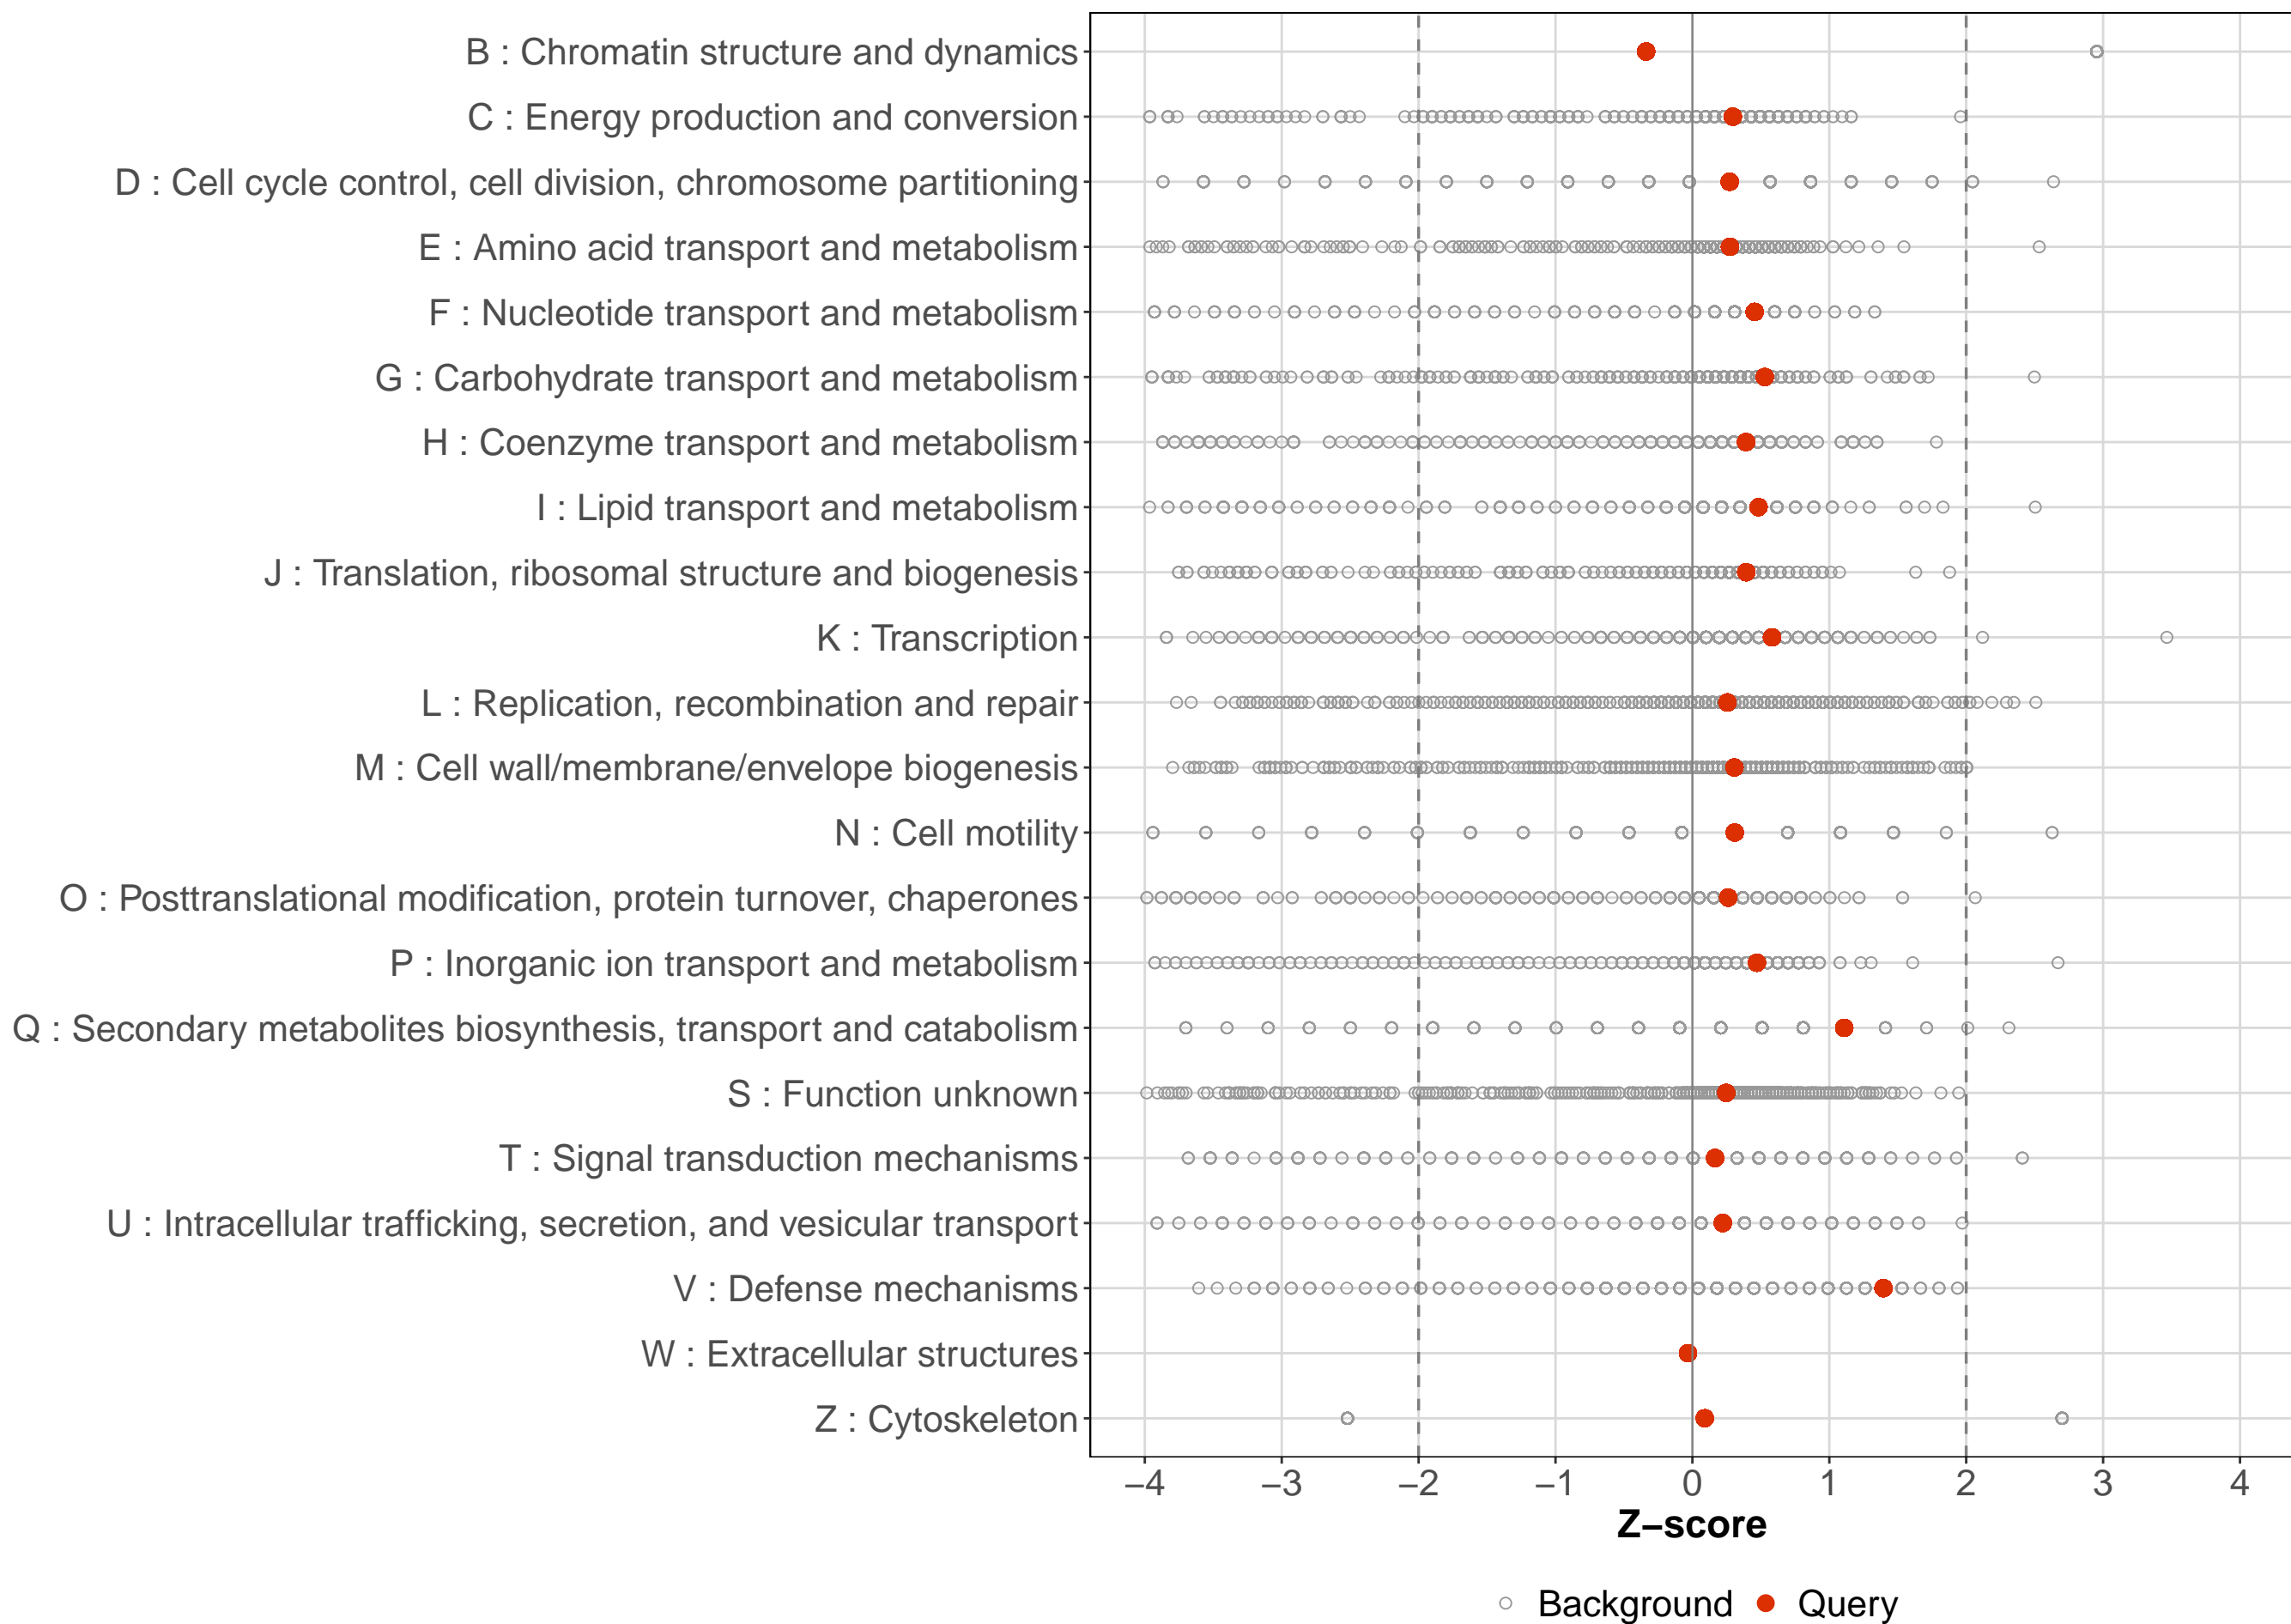 B : Chromatin structure and dynamics
C : Energy production and conversion
D : Cell cycle control, cell division, chromosome partitioning
E : Amino acid transport and metabolism
F : Nucleotide transport and metabolism
G : Carbohydrate transport and metabolism
H : Coenzyme transport and metabolism
I : Lipid transport and metabolism
J : Translation, ribosomal structure and biogenesis
K : Transcription
L : Replication, recombination and repair
M : Cell wall/membrane/envelope biogenesis
N : Cell motility
O : Posttranslational modification, protein turnover, chaperones
P : Inorganic ion transport and metabolism
Q : Secondary metabolites biosynthesis, transport and catabolism
S : Function unknown
T : Signal transduction mechanisms
U : Intracellular trafficking, secretion, and vesicular transport
V : Defense mechanisms
W : Extracellular structures
Z : Cytoskeleton
−4 −3 −2 −1 0 1 2 3 4
Z−score
Background Query